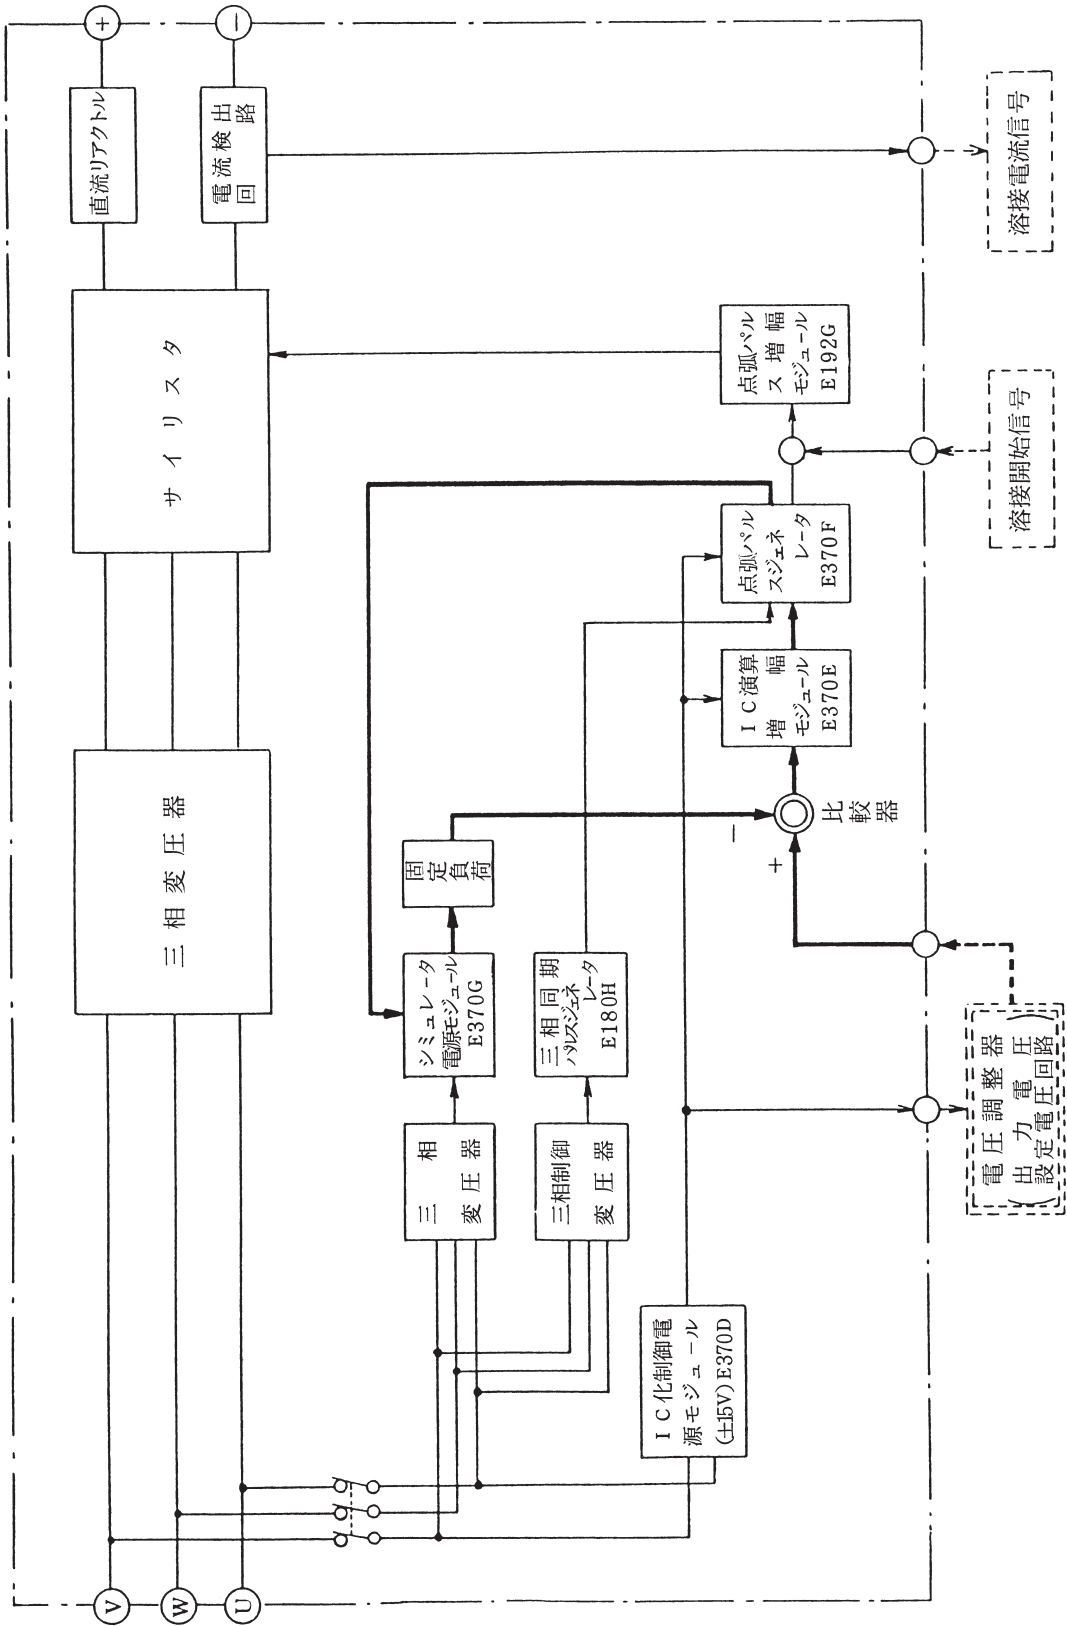 V
W
U
三相変圧器
サイリスタ
直流リアクトル
＋
電流検出
回路
－
三相
変圧器
シミュレータ
電源モジュール
E370G
固定
負荷
三相制御
変圧器
三相同期
パルスジェネ
レータ
E180H
IC化制御電
源モジュール
(±15V)E370D
－
＋
比較器
IC演算
増幅
モジュール
E370E
点弧パル
スジェネ
レータ
E370F
点弧パル
ス増幅
モジュール
E192G
電圧調整器
(出力電圧
設定電圧回路)
溶接開始信号
溶接電流信号